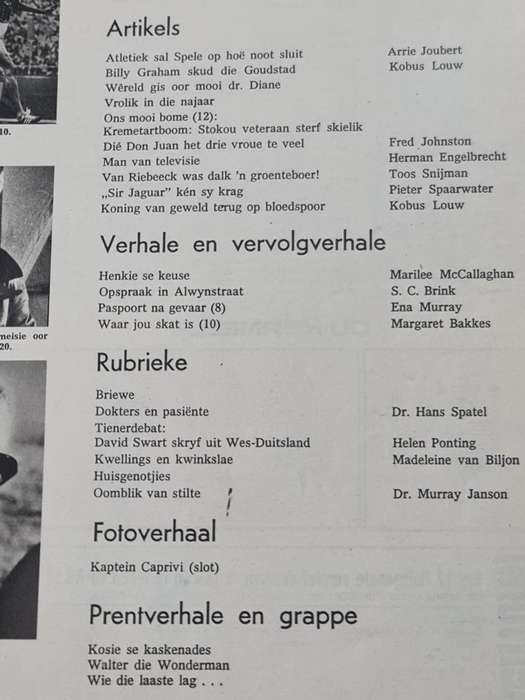 Artikels
Atletiek sal Spele op hoë noot sluit Arrie Joubert
Billy Graham skud die Goudstad Kobus Louw
Wêreld gis oor mooi dr. Diane
Vrolik in die najaar
Ons mooi bome (12):
Kremetartboom: Stokou veteraan sterf skielik
Dié Don Juan het drie vroue te veel Fred Johnston
Man van televisie Herman Engelbrecht
Van Riebeeck was dalk 'n groenteboer! Toos Snijman
„Sir Jaguar” kén sy krag Pieter Spaarwater
Koning van geweld terug op bloedspoor Kobus Louw
10.
Verhale en vervolgverhale
Henkie se keuse Marilee McCallaghan
Opspraak in Alwynstraat S. C. Brink
Paspoort na gevaar (8) Ena Murray
Waar jou skat is (10) Margaret Bakkes
meisie oor
20.
Rubrieke
Briewe
Dokters en pasiënte Dr. Hans Spatel
Tienerdebat:
David Swart skryf uit Wes-Duitsland Helen Ponting
Kwellings en kwinkslae Madeleine van Biljon
Huisgenotjies
Oomblik van stilte Dr. Murray Janson
Fotoverhaal
Kaptein Caprivi (slot)
Prentverhale en grappe
Kosie se kaskenades
Walter die Wonderman
Wie die laaste lag . . .